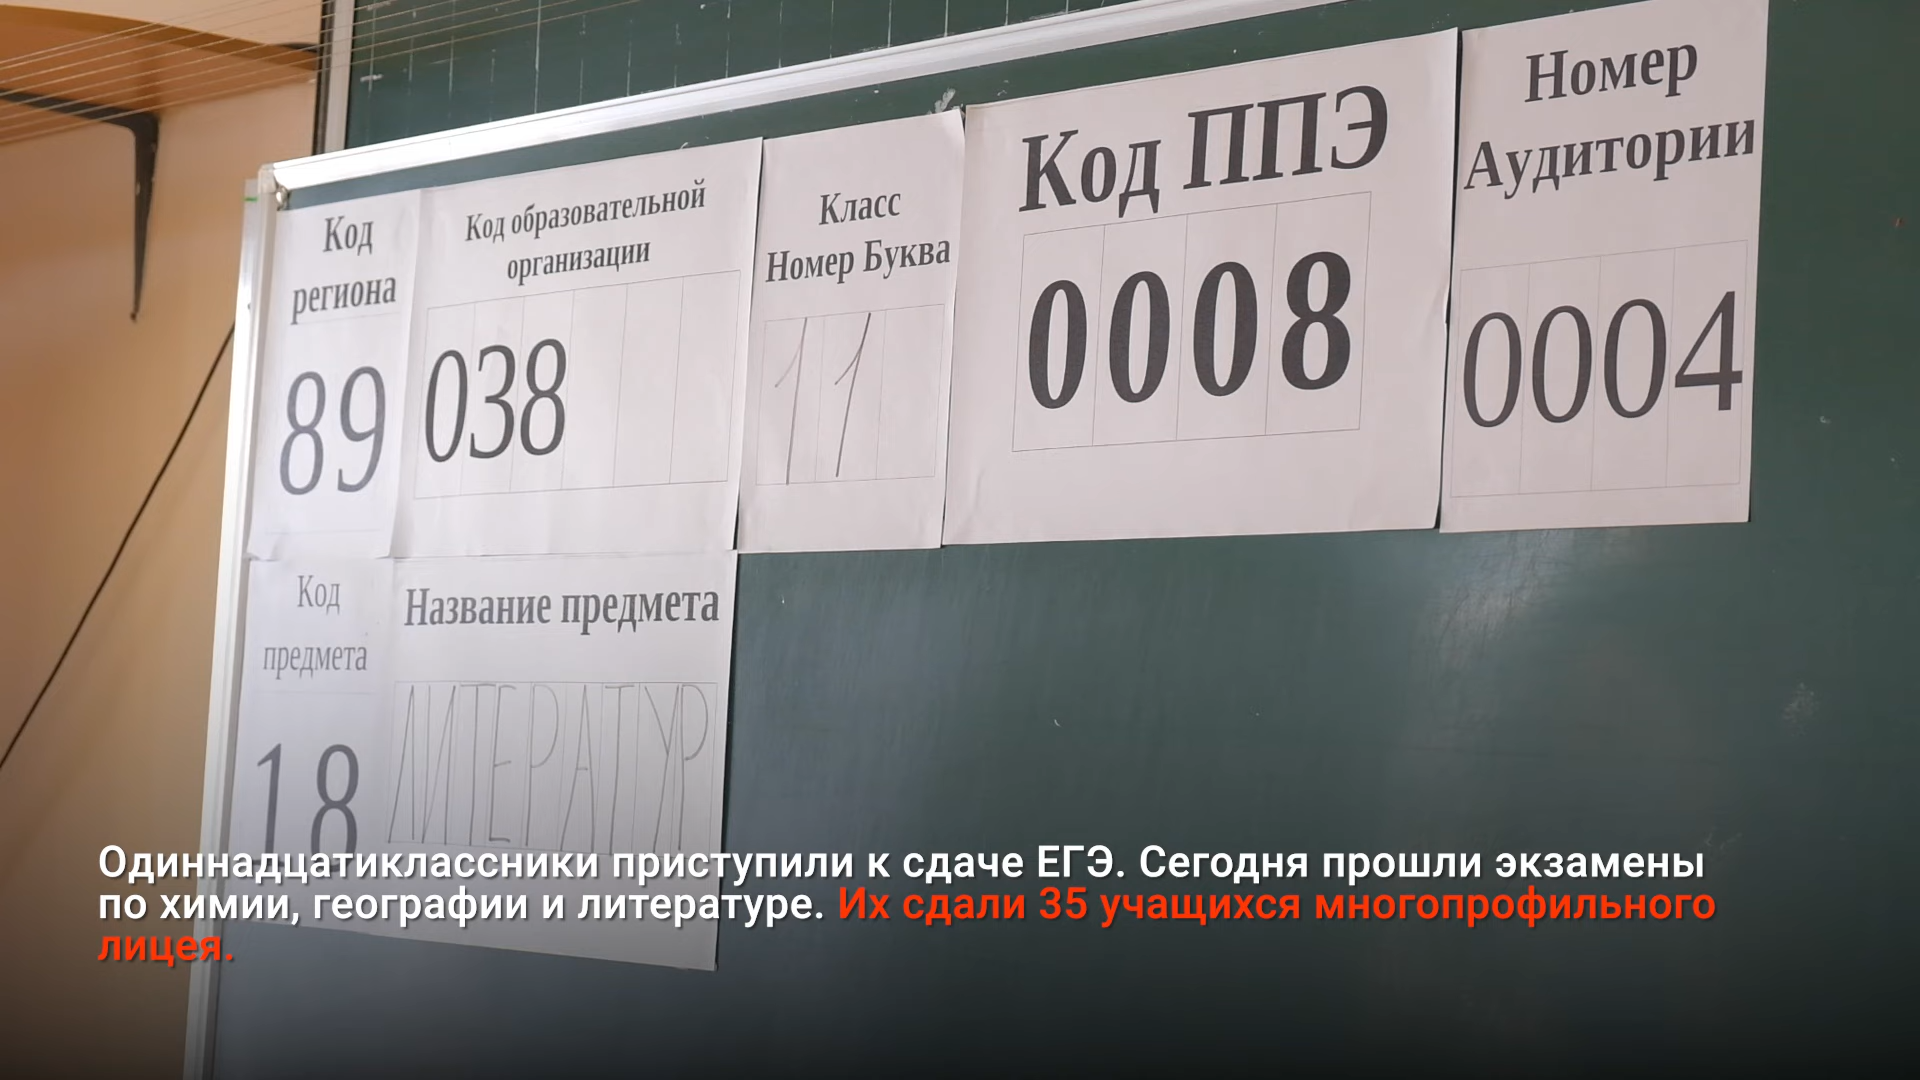 Код
региона
89
Код образовательной
организации
038
Класс
Номер Буква
11
Код ППЭ
0008
Номер
Аудитории
0004
Код
предмета
18
Название предмета
ЛИТЕРАТУР
Одиннадцатиклассники приступили к сдаче ЕГЭ. Сегодня прошли экзамены
по химии, географии и литературе. Их сдали 35 учащихся многопрофильного
лицея.